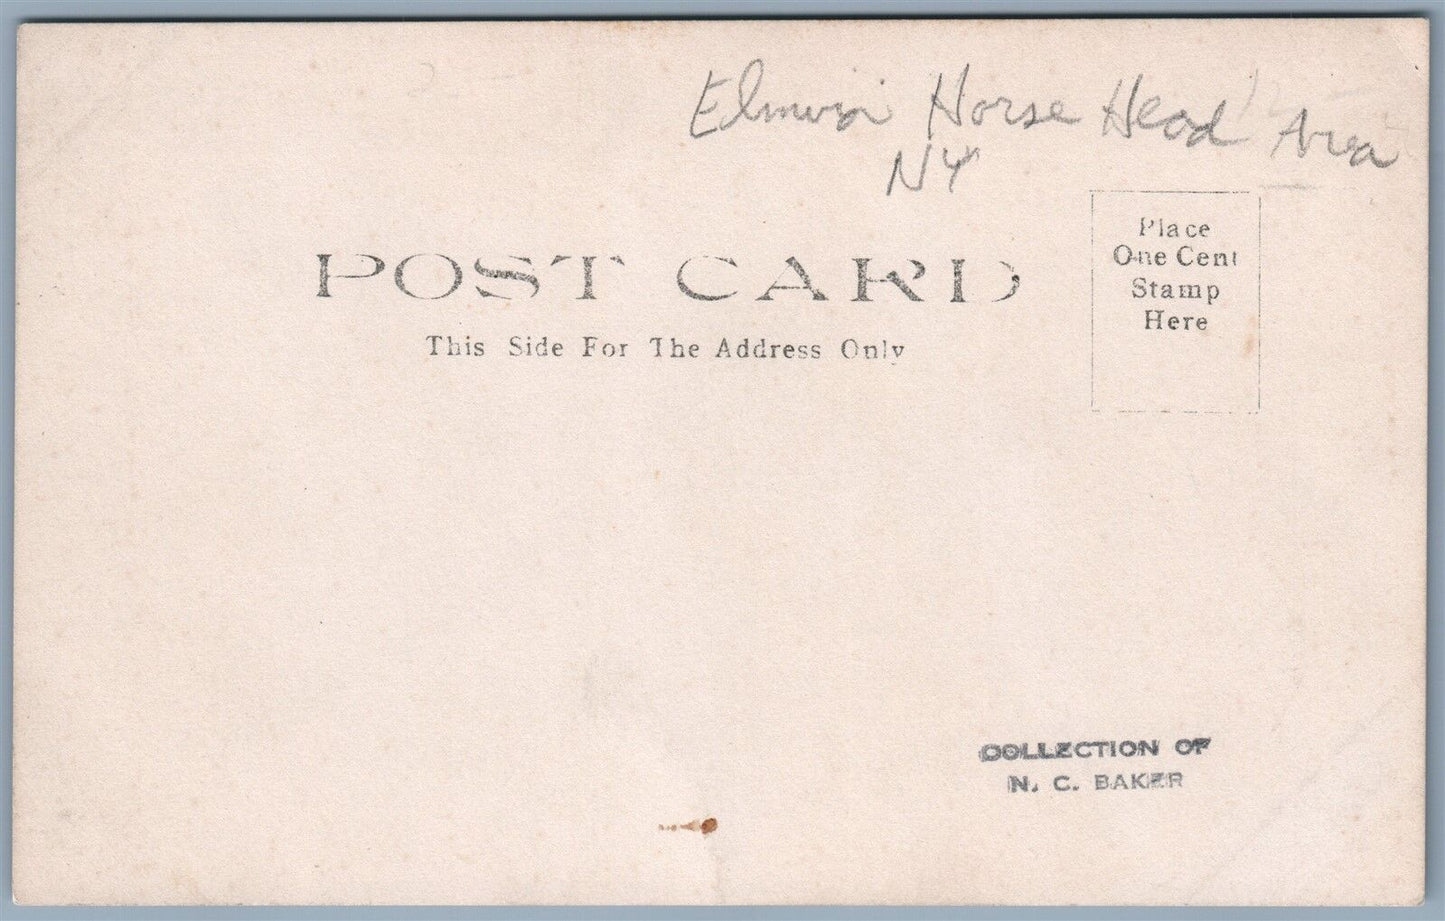 Elmira Horse Head Area
NY
POST CARD
This Side For The Address Only
Place
One Cent
Stamp
Here
COLLECTION OF
N. C. BAKER